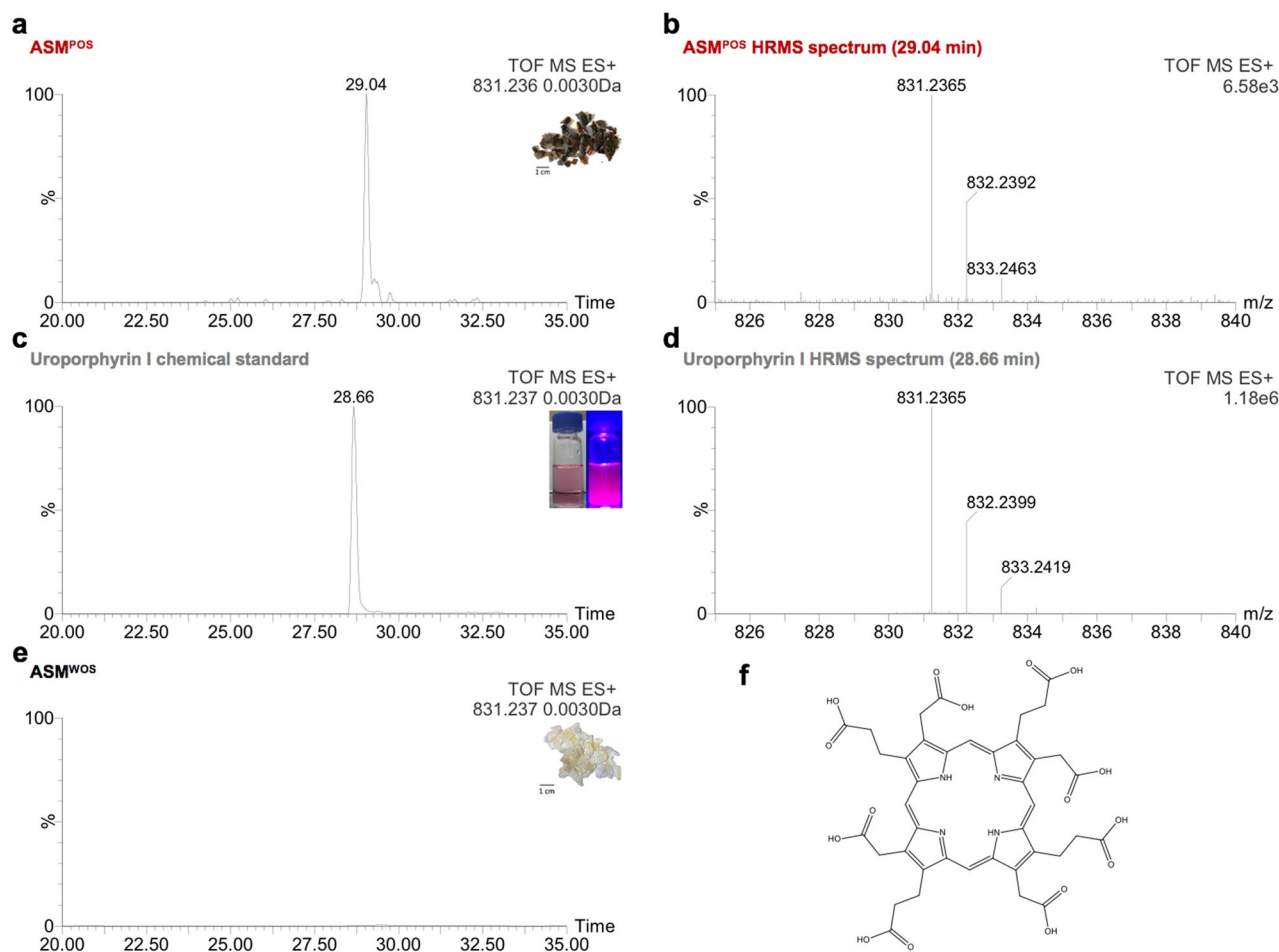 a
ASMPOS
TOF MS ES+
831.236 0.0030Da
29.04
100
%
0
1 cm
Time
20.00 22.50 25.00 27.50 30.00 32.50 35.00
b
ASMPOS HRMS spectrum (29.04 min)
TOF MS ES+
6.58e3
100
831.2365
832.2392
833.2463
%
0
m/z
826 828 830 832 834 836 838 840
c
Uroporphyrin I chemical standard
TOF MS ES+
831.237 0.0030Da
28.66
100
%
0
Time
20.00 22.50 25.00 27.50 30.00 32.50 35.00
d
Uroporphyrin I HRMS spectrum (28.66 min)
TOF MS ES+
1.18e6
100
831.2365
832.2399
833.2419
%
0
m/z
826 828 830 832 834 836 838 840
e
ASMWOS
TOF MS ES+
831.237 0.0030Da
100
%
0
1 cm
Time
20.00 22.50 25.00 27.50 30.00 32.50 35.00
f
O
OH
O
OH
HO
O
O
OH
NH
N
N
HN
O
OH
O
HO
OH
O
O
OH
O
OH